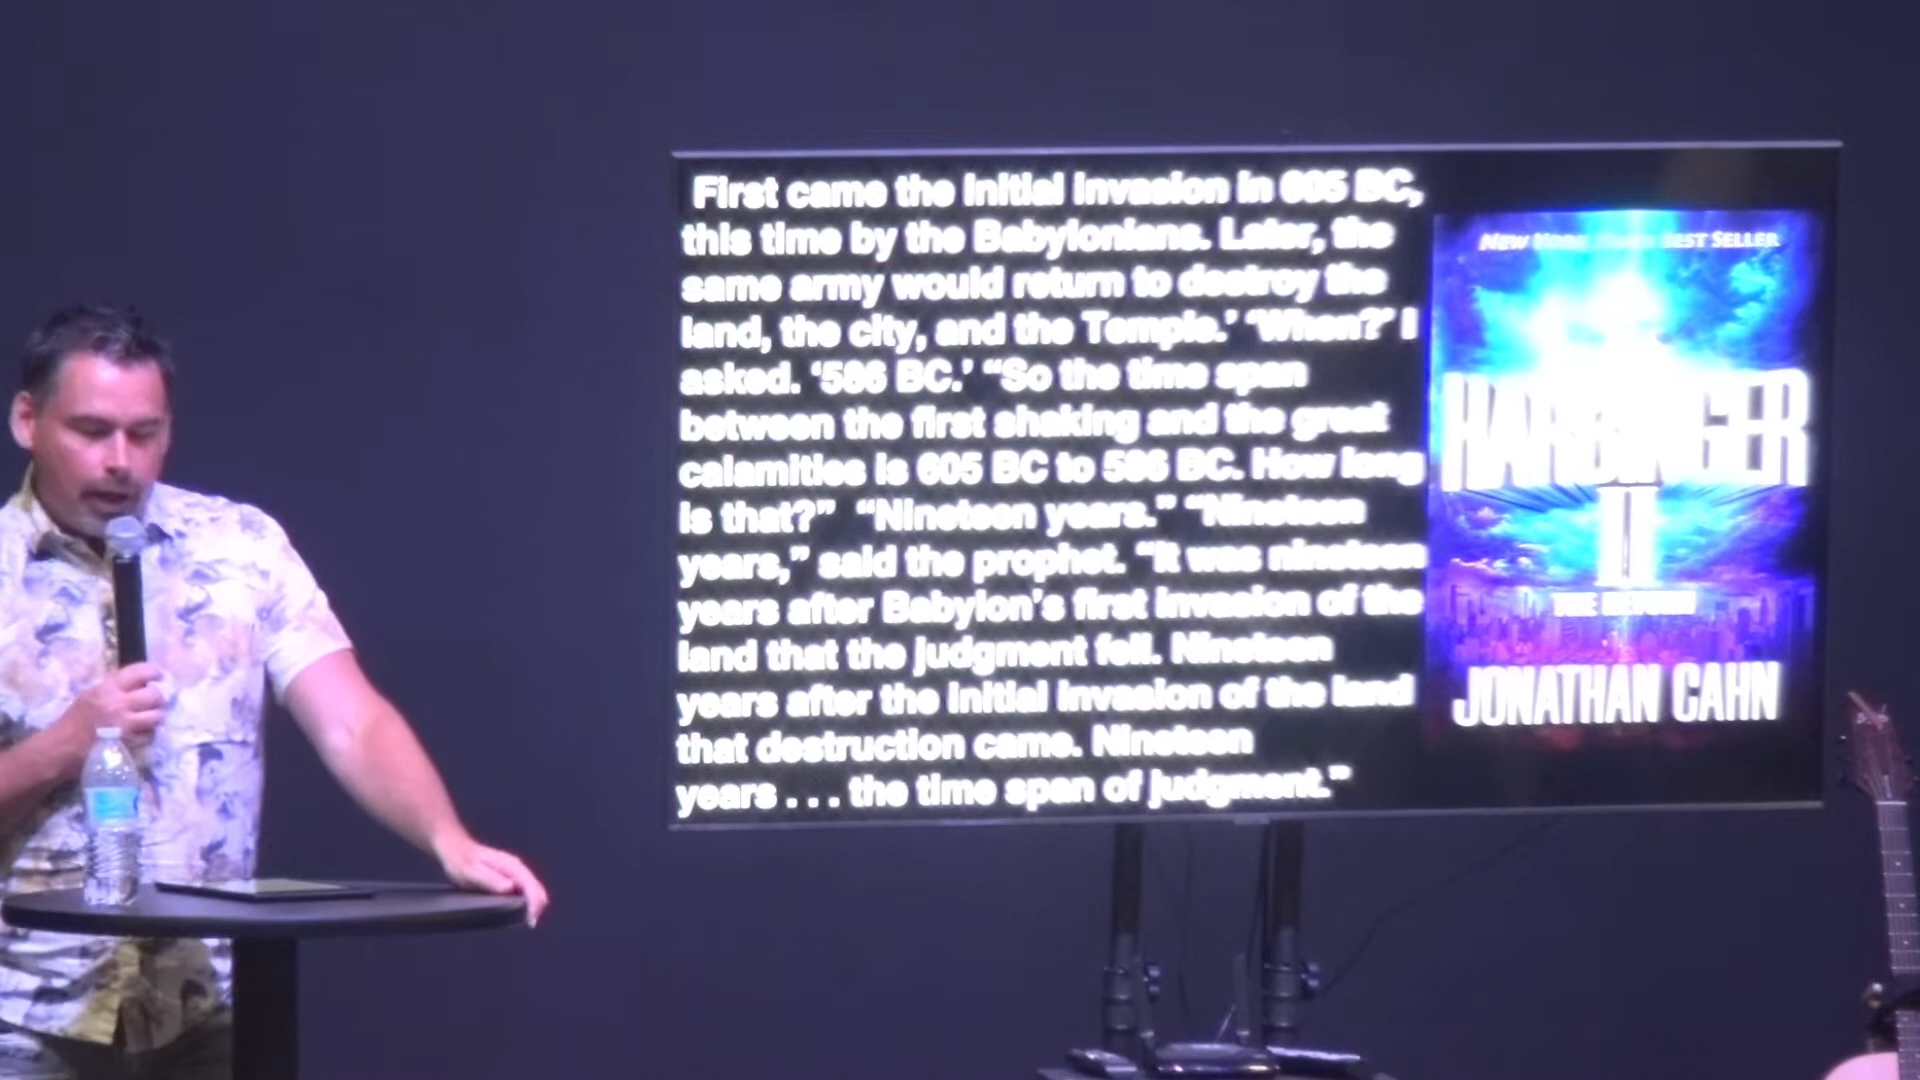 First came the initial invasion in 605 BC,
this time by the Babylonians. Later, the
same army would return to destroy the
land, the city, and the Temple.’ ‘When?’ I
asked. ‘586 BC.’ “So the time span
between the first shaking and the great
calamities is 605 BC to 586 BC. How long
is that?” “Nineteen years.” “Nineteen
years,” said the prophet. “It was nineteen
years after Babylon’s first invasion of the
land that the judgment fell. Nineteen
years after the initial invasion of the land
that destruction came. Nineteen
years . . . the time span of judgment.”
NEW YORK TIMES BEST SELLER
HARBINGER
II
THE RETURN
JONATHAN CAHN